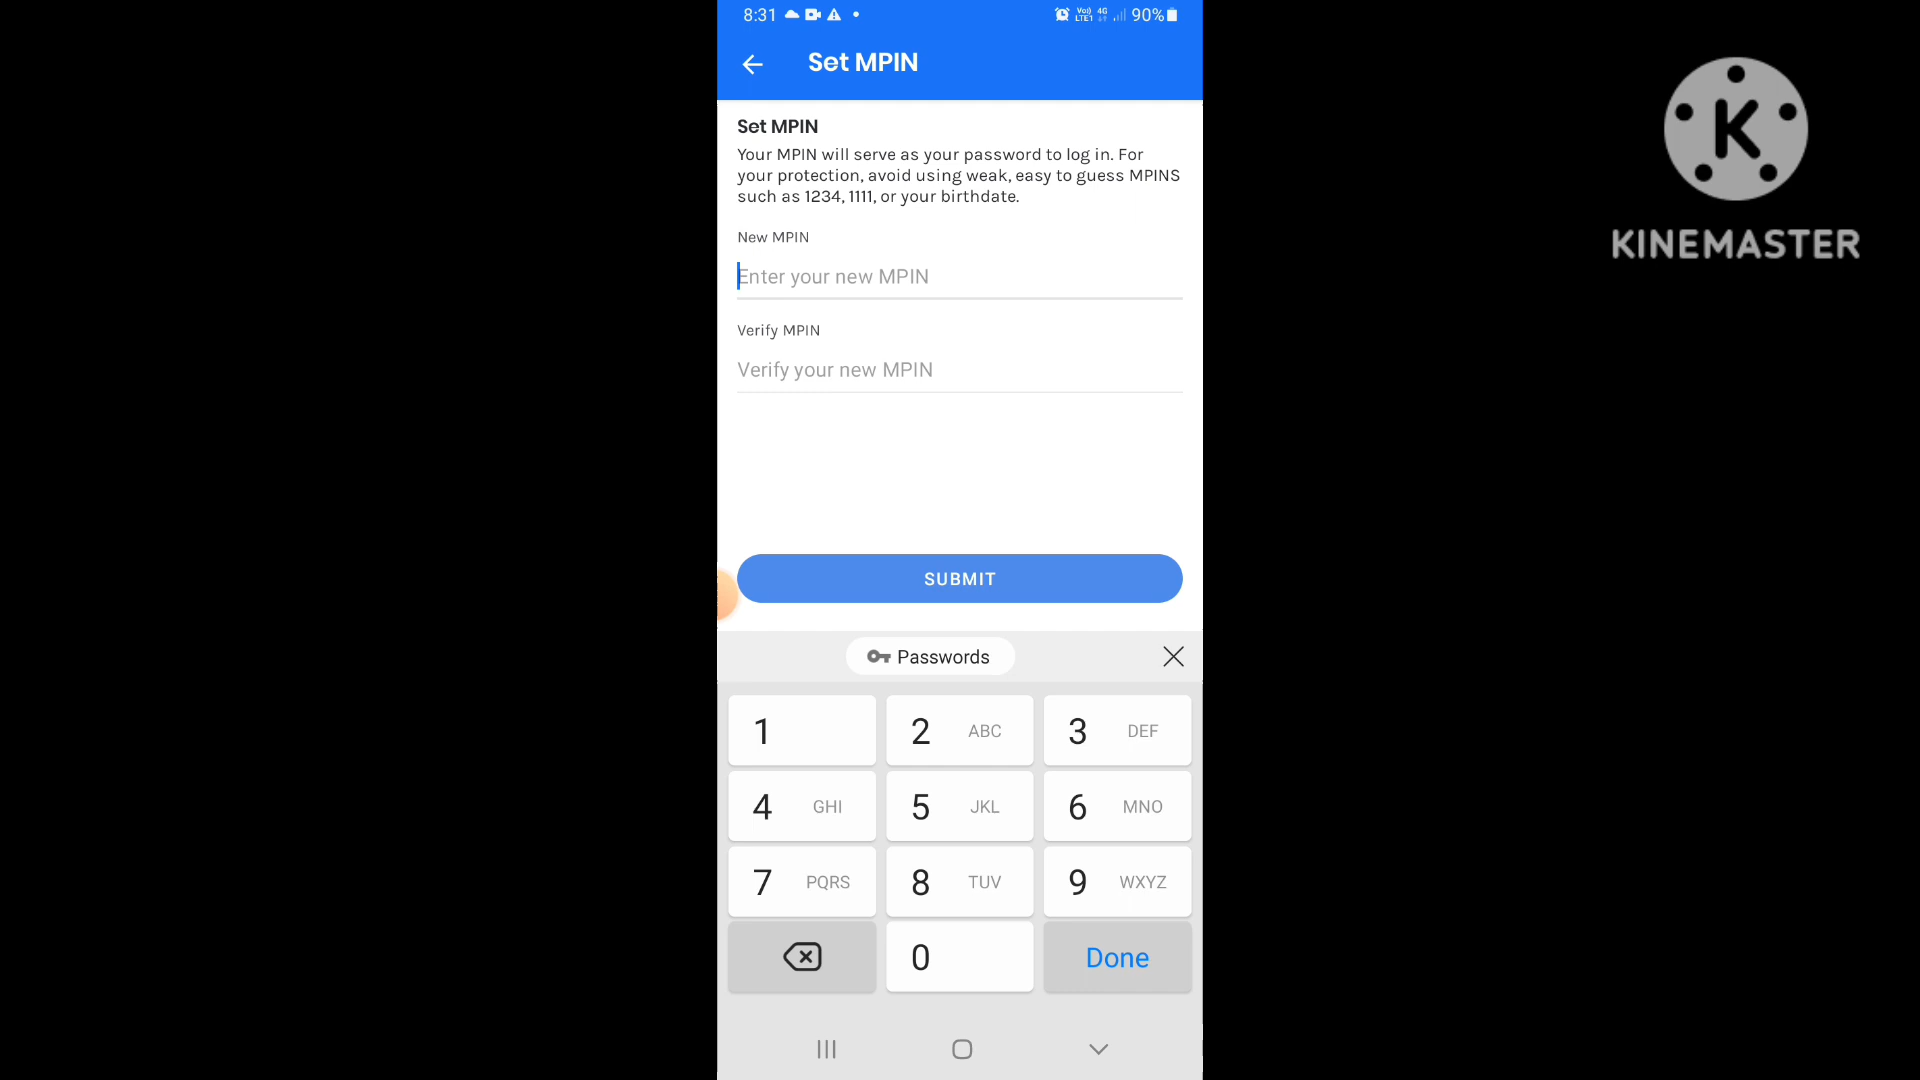 8:31
Vo)) LTE1 4G 90%
Set MPIN
KINEMASTER
Set MPIN
Your MPIN will serve as your password to log in. For
your protection, avoid using weak, easy to guess MPINS
such as 1234, 1111, or your birthdate.
New MPIN
Enter your new MPIN
Verify MPIN
Verify your new MPIN
SUBMIT
Passwords
1 2 ABC 3 DEF
4 GHI 5 JKL 6 MNO
7 PQRS 8 TUV 9 WXYZ
0 Done